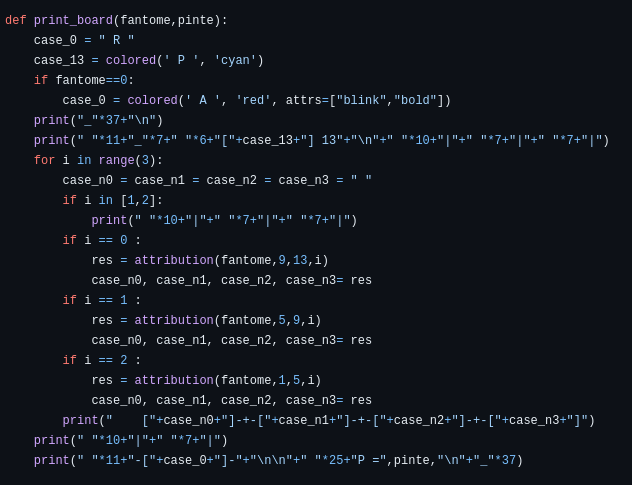 def print_board(fantome,pinte):
    case_0 = " R "
    case_13 = colored(' P ', 'cyan')
    if fantome==0:
        case_0 = colored(' A ', 'red', attrs=["blink","bold"])
    print("_"*37+"\n")
    print(" "*11+"_"*7+" "*6+"["+case_13+"] 13"+"\n"+" "*10+"|"+" "*7+"|"+" "*7+"|")
    for i in range(3):
        case_n0 = case_n1 = case_n2 = case_n3 = " "
        if i in [1,2]:
            print(" "*10+"|"+" "*7+"|"+" "*7+"|")
        if i == 0 :
            res = attribution(fantome,9,13,i)
            case_n0, case_n1, case_n2, case_n3= res
        if i == 1 :
            res = attribution(fantome,5,9,i)
            case_n0, case_n1, case_n2, case_n3= res
        if i == 2 :
            res = attribution(fantome,1,5,i)
            case_n0, case_n1, case_n2, case_n3= res
        print("    ["+case_n0+"]-+-["+case_n1+"]-+-["+case_n2+"]-+-["+case_n3+"]")
    print(" "*10+"|"+" "*7+"|")
    print(" "*11+"-["+case_0+"]-"+"\n\n"+" "*25+"P =",pinte,"\n"+"_"*37)